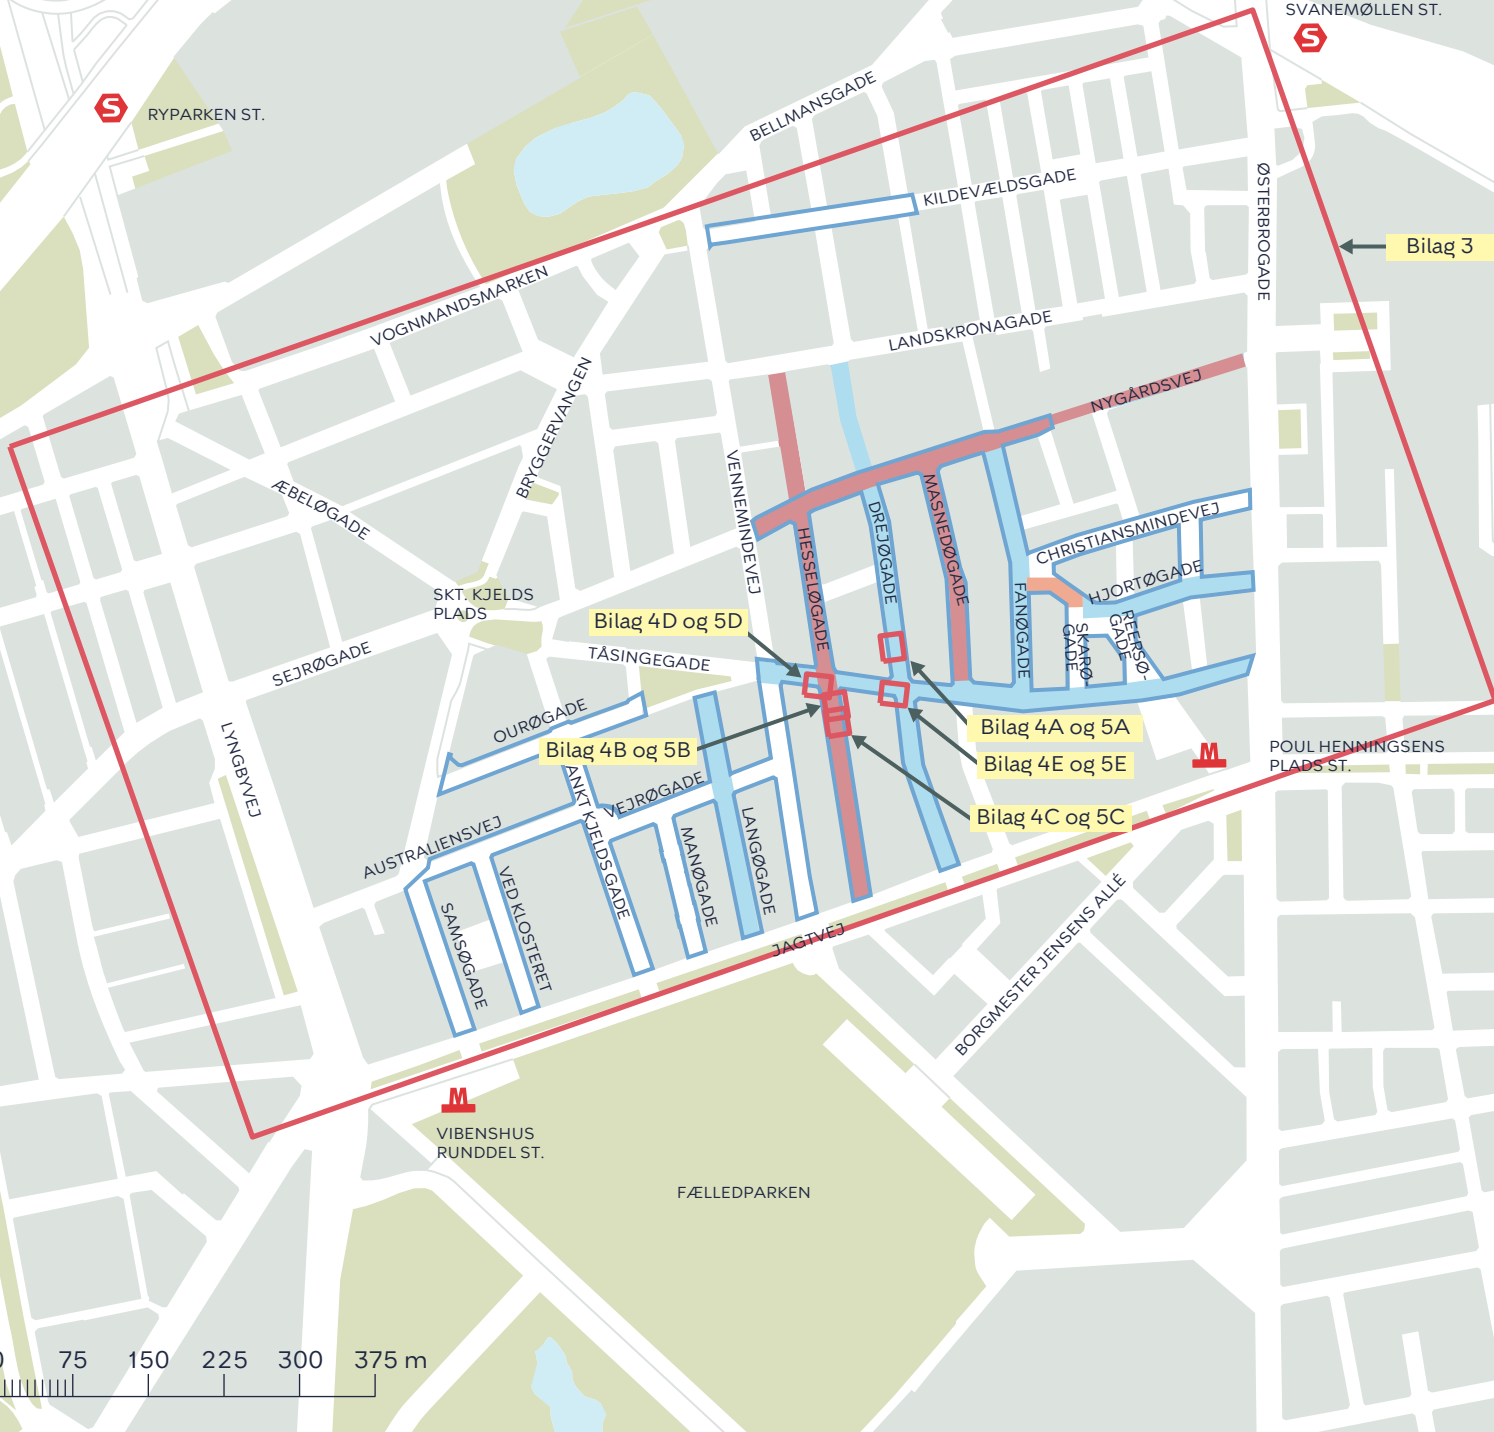 SVANEMØLLEN ST.
S
S
RYPARKEN ST.
BELLMANSGADE
KILDEVÆLDSGADE
ØSTERBROGADE
Bilag 3
VOGNMANDSMARKEN
LANDSKRONAGADE
NYGÅRDSVEJ
BRYGGERVANGEN
VENNEMINDEVEJ
ÆBELØGADE
MASNEDØGADE
DREJØGADE
HESSELØGADE
CHRISTIANSMINDEVEJ
HJORTØGADE
FANØGADE
SKARØ-
GADE
REERSØ-
GADE
SKT. KJELDS
PLADS
Bilag 4D og 5D
TÅSINGEGADE
SEJRØGADE
OURØGADE
Bilag 4B og 5B
Bilag 4A og 5A
Bilag 4E og 5E
Bilag 4C og 5C
M
POUL HENNINGSENS
PLADS ST.
LYNGBYVEJ
VEJRØGADE
ANKT KJELDS GADE
AUSTRALIENSVEJ
LANGØGADE
MANØGADE
VED KLOSTERET
SAMSØGADE
JAGTVEJ
BORGMESTER JENSENS ALLÉ
M
VIBENSHUS
RUNDDEL ST.
FÆLLEDPARKEN
0 75 150 225 300 375 m